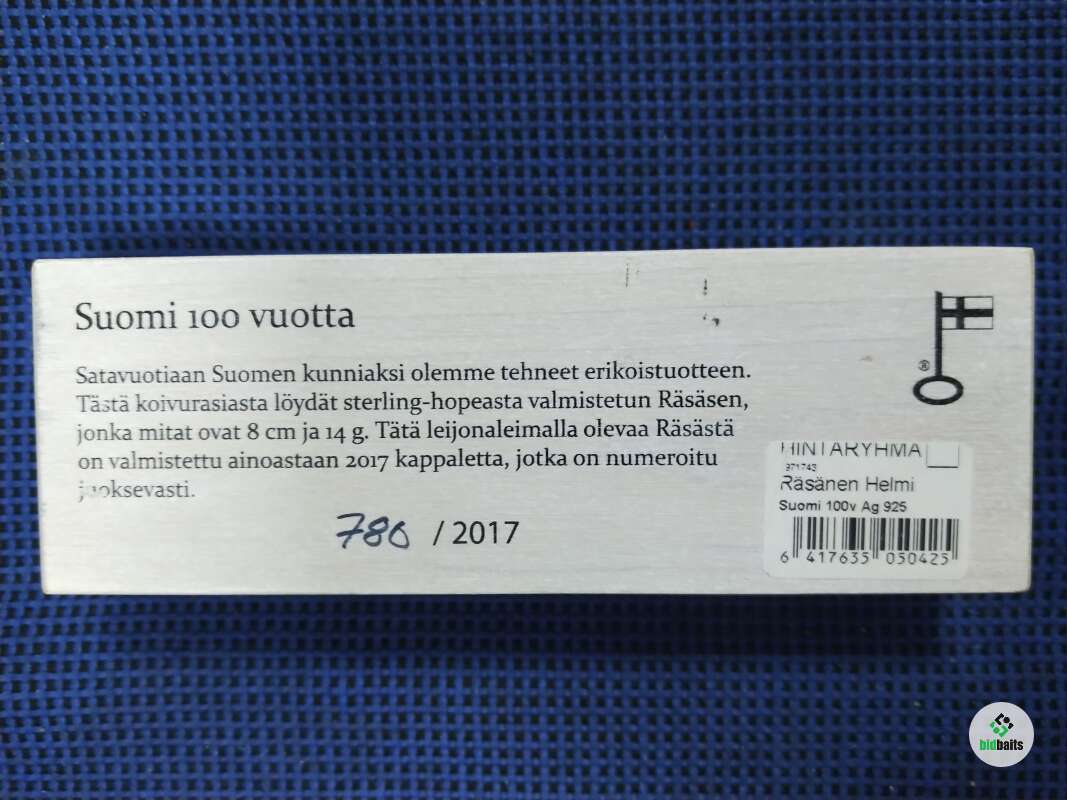 Suomi 100 vuotta
Satavuotiaan Suomen kunniaksi olemme tehneet erikoistuotteen.
Tästä koivurasiasta löydät sterling-hopeasta valmistetun Räsäsen,
jonka mitat ovat 8 cm ja 14 g. Tätä leijonaleimalla olevaa Räsästä
on valmistettu ainoastaan 2017 kappaletta, jotka on numeroitu
juoksevasti.
780 / 2017
®
HINTARYHMÄ
971743
Räsänen Helmi
Suomi 100v Ag 925
6 417635 050425
bidbaits